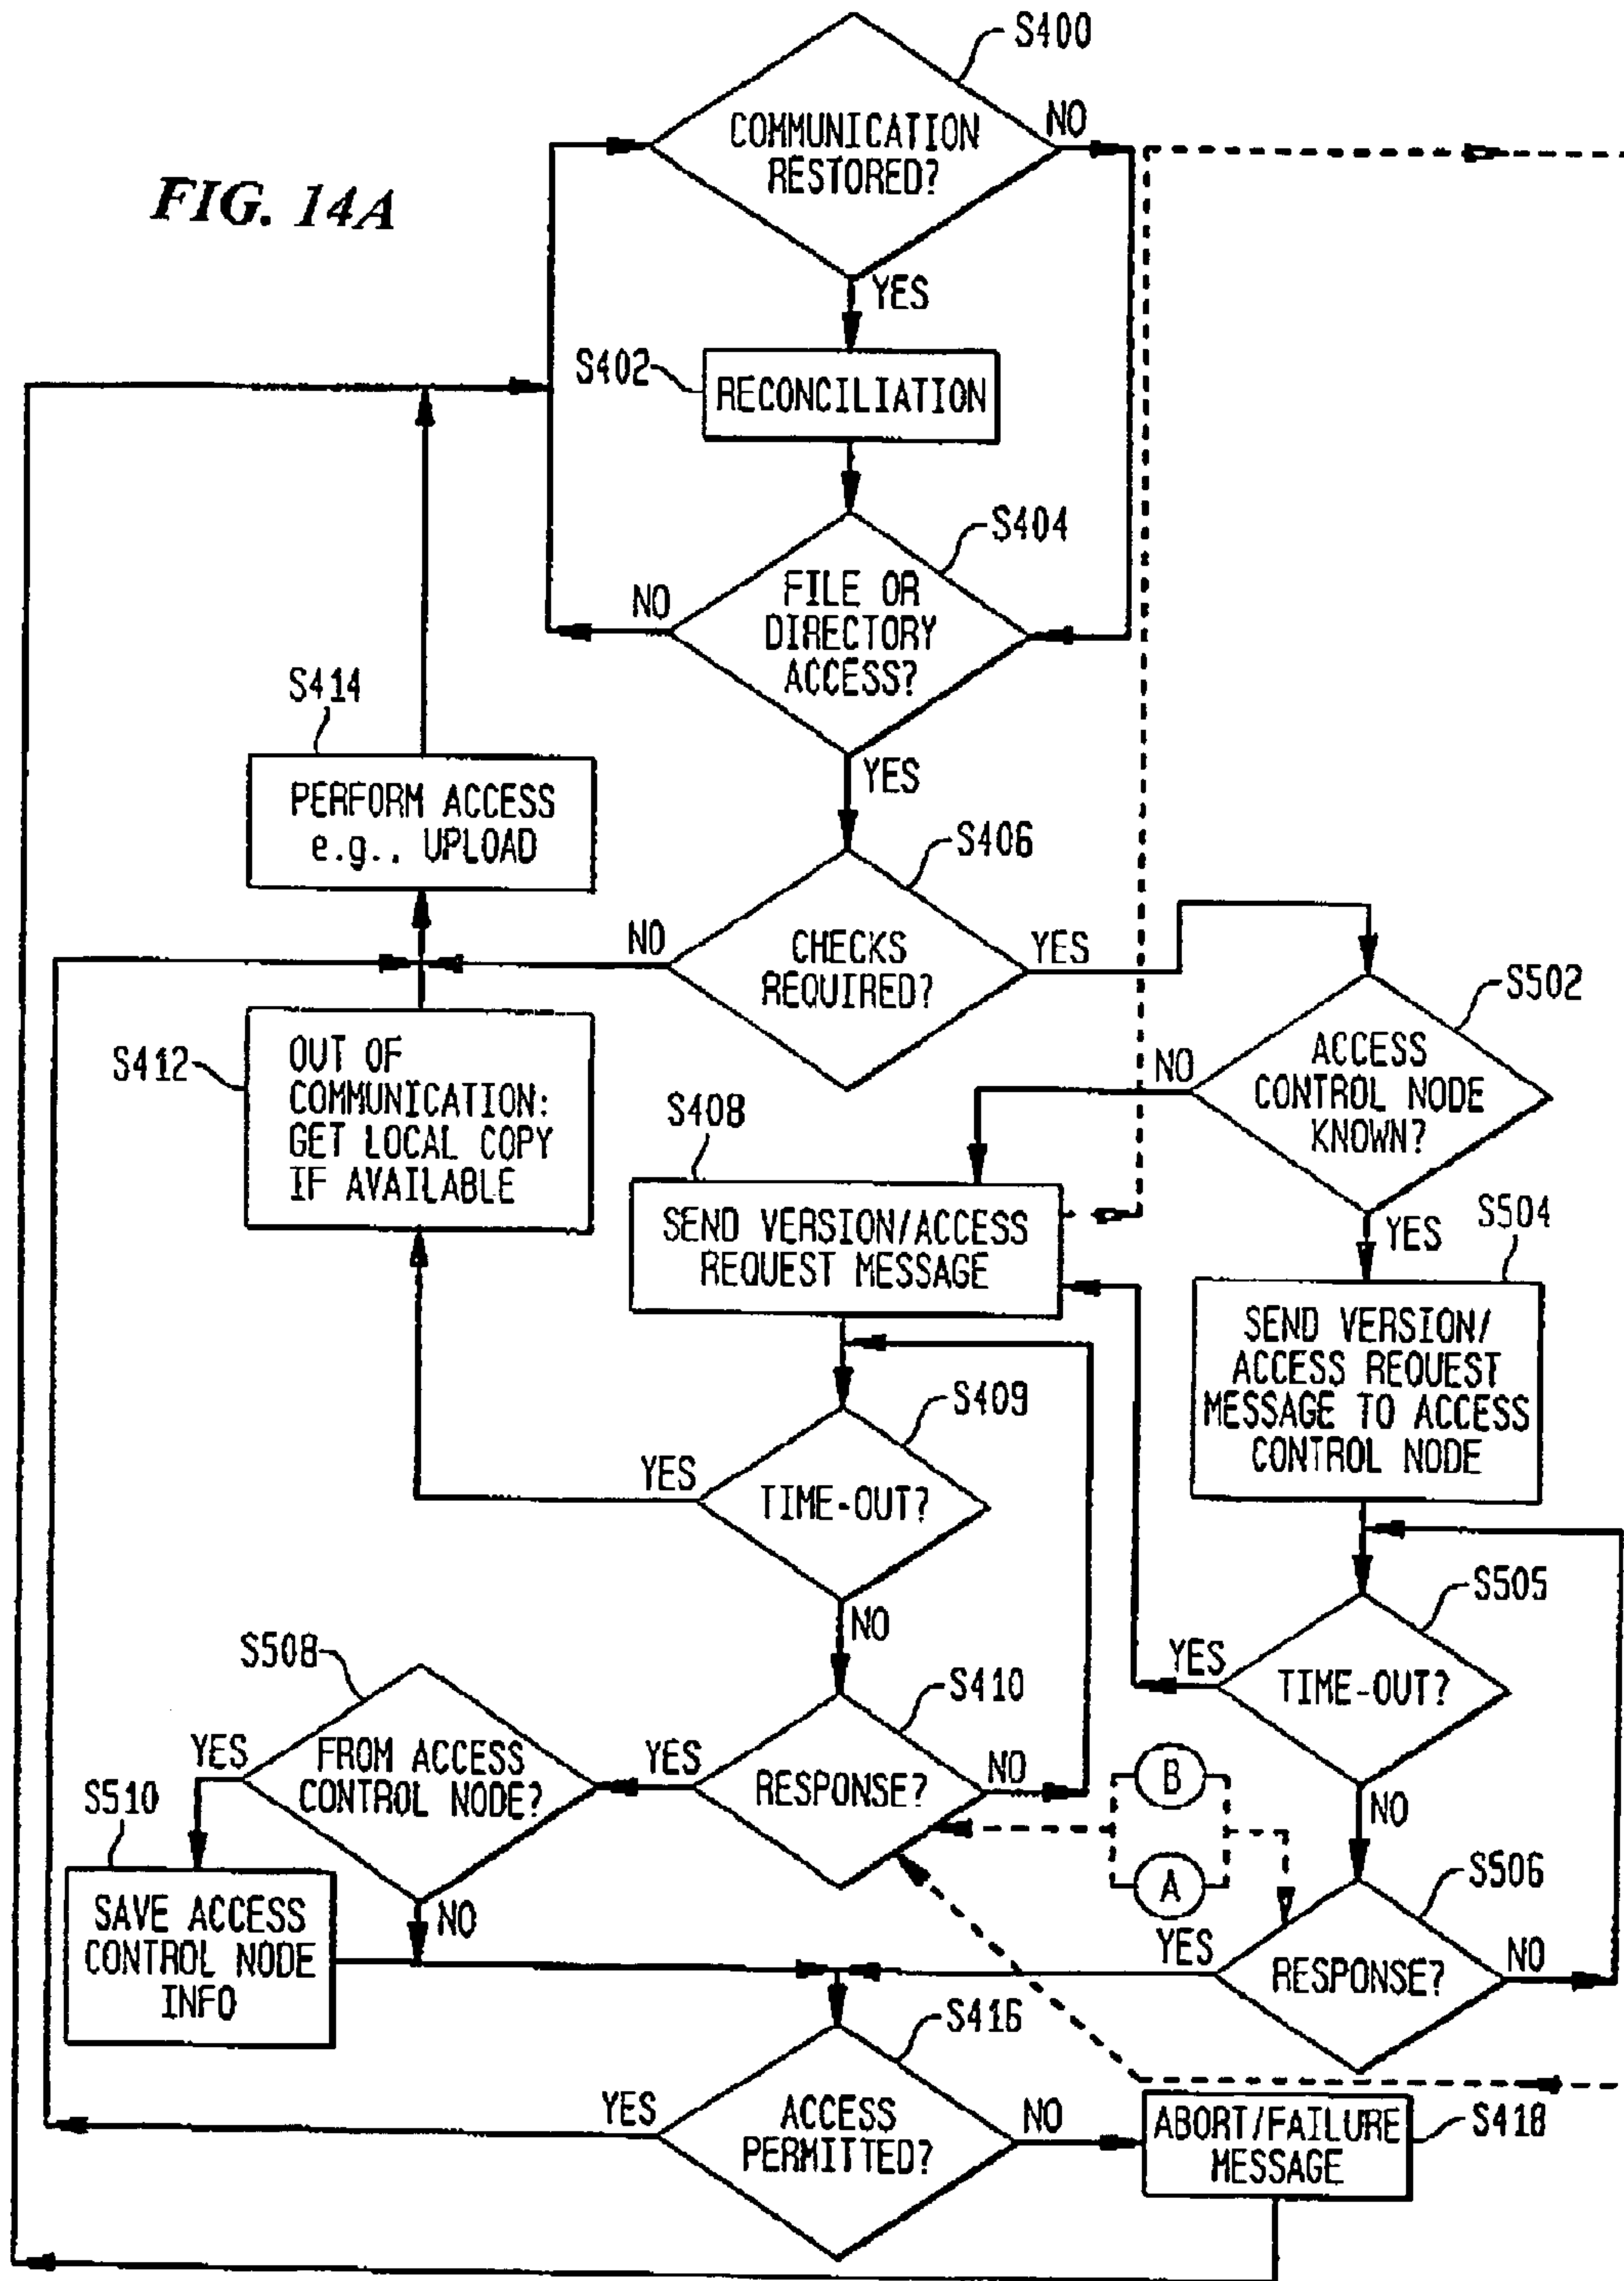 FIG. 14A
S400
COMMUNICATION
RESTORED?
NO
YES
S402
RECONCILIATION
S404
FILE OR
DIRECTORY
ACCESS?
NO
YES
S414
PERFORM ACCESS
e.g., UPLOAD
S406
CHECKS
REQUIRED?
NO
YES
S502
ACCESS
CONTROL NODE
KNOWN?
NO
YES
S412
OUT OF
COMMUNICATION:
GET LOCAL COPY
IF AVAILABLE
S408
SEND VERSION/ACCESS
REQUEST MESSAGE
S504
SEND VERSION/
ACCESS REQUEST
MESSAGE TO ACCESS
CONTROL NODE
S409
TIME-OUT?
YES
NO
S505
TIME-OUT?
YES
NO
S508
FROM ACCESS
CONTROL NODE?
YES
NO
S410
RESPONSE?
YES
NO
B
A
S506
RESPONSE?
YES
NO
S510
SAVE ACCESS
CONTROL NODE
INFO
S416
ACCESS
PERMITTED?
YES
NO
S418
ABORT/FAILURE
MESSAGE